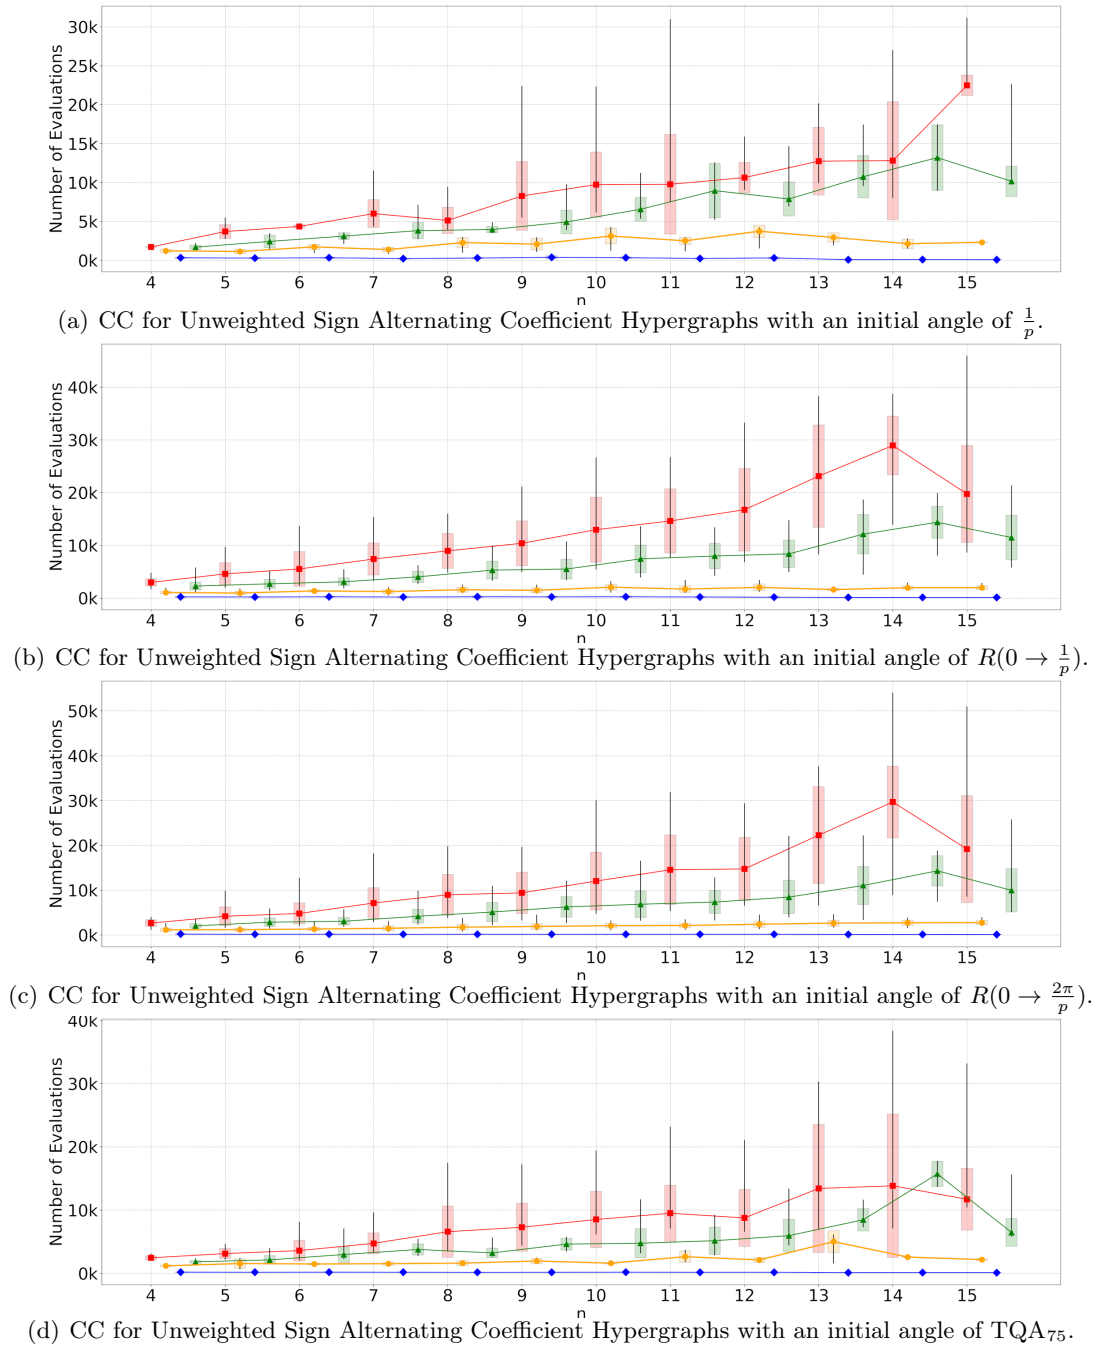 30k
25k
20k
15k
10k
5k
0k
Number of Evaluations
4 5 6 7 8 9 10 11 12 13 14 15
n
(a) CC for Unweighted Sign Alternating Coefficient Hypergraphs with an initial angle of 1/p.
40k
30k
20k
10k
0k
Number of Evaluations
4 5 6 7 8 9 10 11 12 13 14 15
n
(b) CC for Unweighted Sign Alternating Coefficient Hypergraphs with an initial angle of R(0 → 1/p).
50k
40k
30k
20k
10k
0k
Number of Evaluations
4 5 6 7 8 9 10 11 12 13 14 15
n
(c) CC for Unweighted Sign Alternating Coefficient Hypergraphs with an initial angle of R(0 → 2π/p).
40k
30k
20k
10k
0k
Number of Evaluations
4 5 6 7 8 9 10 11 12 13 14 15
n
(d) CC for Unweighted Sign Alternating Coefficient Hypergraphs with an initial angle of TQA₇₅.